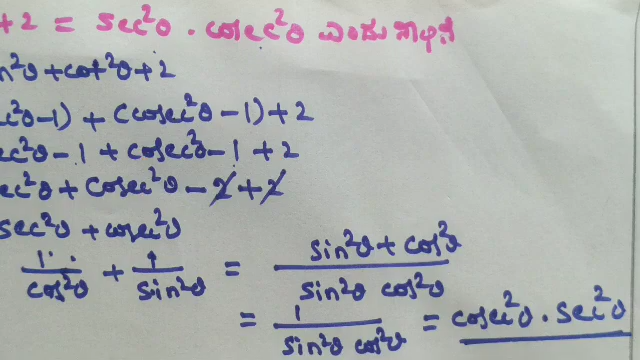 +2 = sec²θ . cosec²θ ಎಂದು ಸಾಧಿಸಿ
n²θ + cot²θ + 2
c²θ-1) + (cosec²θ - 1) + 2
ec²θ - 1 + cosec²θ - 1 + 2
ec²θ + cosec²θ - 2 + 2
sec²θ + cosec²θ
1/cos²θ + 1/sin²θ = sin²θ + cos²θ/sin²θ cos²θ
= 1/sin²θ cos²θ = cosec²θ . sec²θ